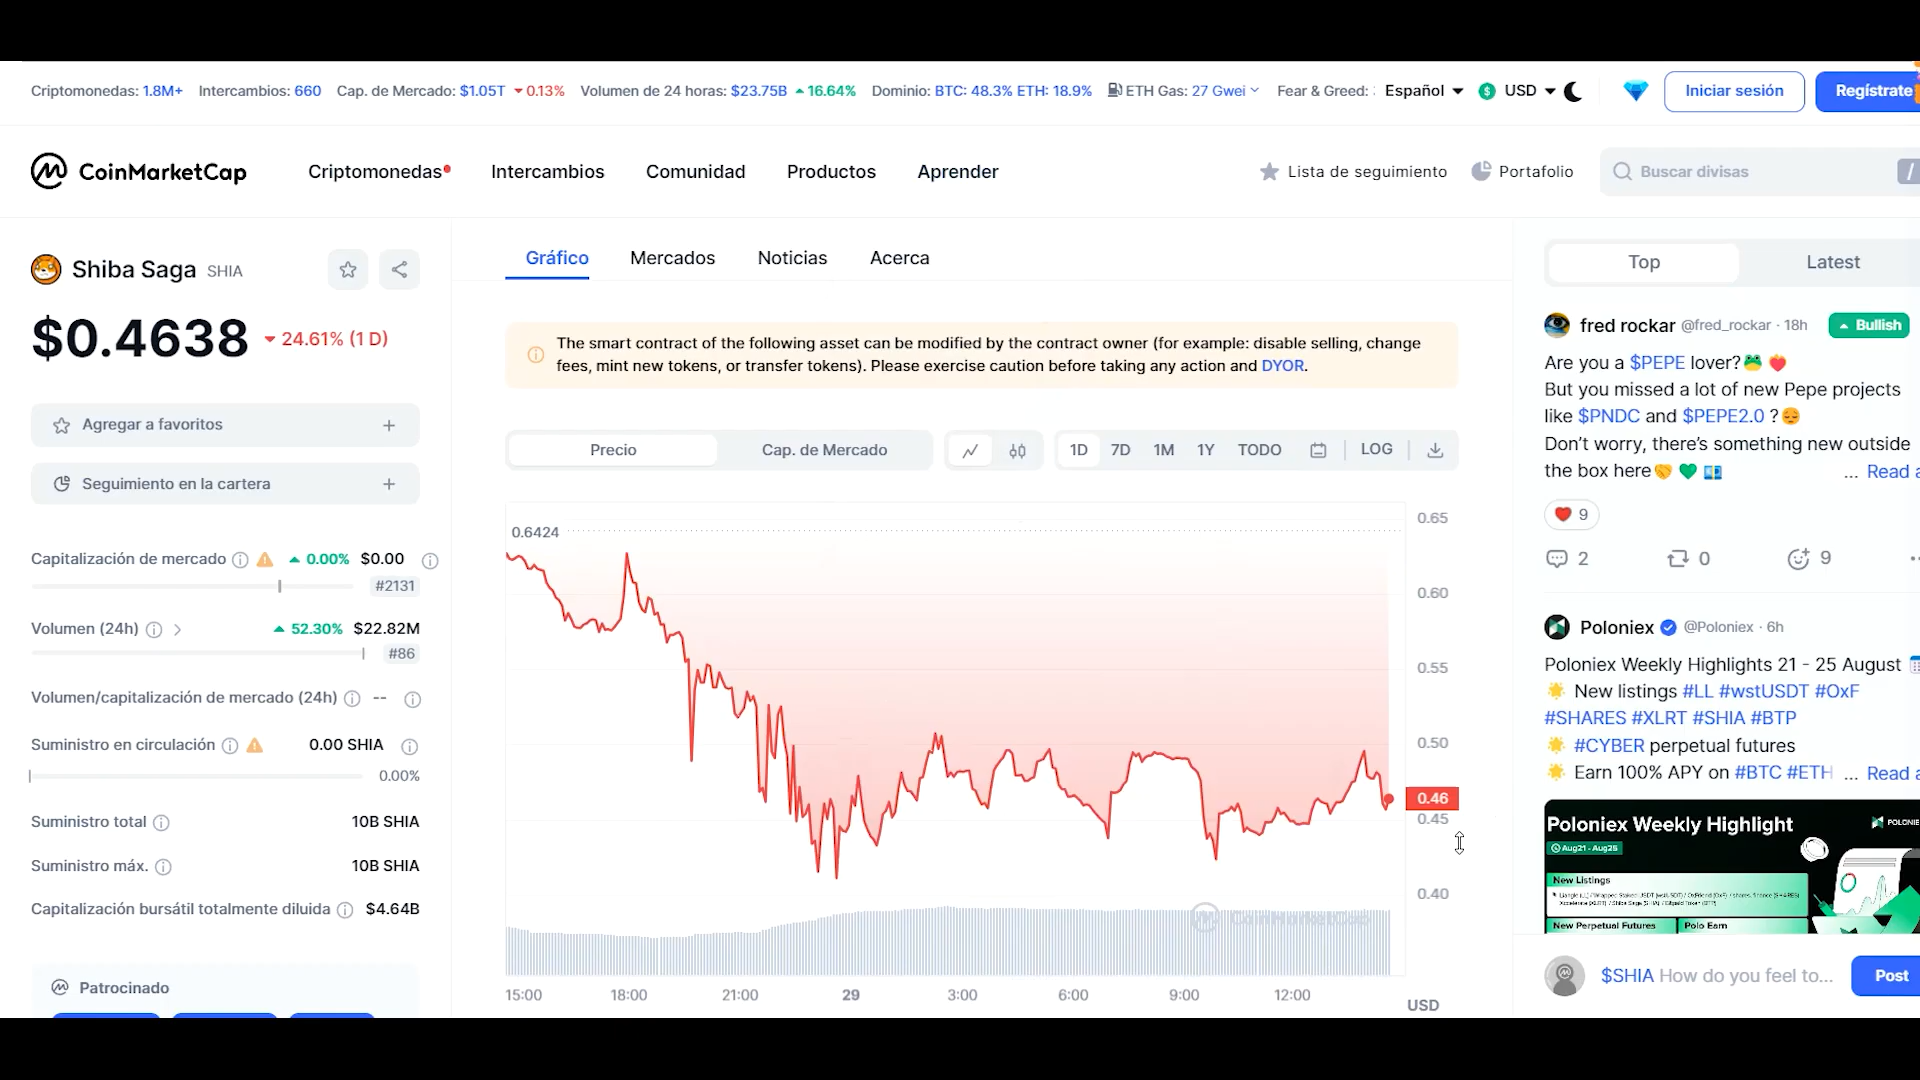 Criptomonedas: 1.8M+ Intercambios: 660 Cap. de Mercado: $1.05T 0.13% Volumen de 24 horas: $23.75B 16.64% Dominio: BTC: 48.3% ETH: 18.9% ETH Gas: 27 Gwei Fear & Greed: Español USD Iniciar sesión Regístrate
CoinMarketCap Criptomonedas Intercambios Comunidad Productos Aprender Lista de seguimiento Portafolio Buscar divisas /
Shiba Saga SHIA
$0.4638 24.61% (1 D)
Agregar a favoritos +
Seguimiento en la cartera +
Capitalización de mercado 0.00% $0.00
#2131
Volumen (24h) 52.30% $22.82M
#86
Volumen/capitalización de mercado (24h) --
Suministro en circulación 0.00 SHIA
0.00%
Suministro total 10B SHIA
Suministro máx. 10B SHIA
Capitalización bursátil totalmente diluida $4.64B
Patrocinado
Gráfico Mercados Noticias Acerca
The smart contract of the following asset can be modified by the contract owner (for example: disable selling, change
fees, mint new tokens, or transfer tokens). Please exercise caution before taking any action and DYOR.
Precio Cap. de Mercado 1D 7D 1M 1Y TODO LOG
0.6424
0.65
0.60
0.55
0.50
0.46
0.45
0.40
CoinMarketCap
15:00 18:00 21:00 29 3:00 6:00 9:00 12:00
USD
Top Latest
fred rockar @fred_rockar · 18h Bullish
Are you a $PEPE lover?
But you missed a lot of new Pepe projects
like $PNDC and $PEPE2.0 ?
Don't worry, there's something new outside
the box here ... Read
9
2 0 9
Poloniex @Poloniex · 6h
Poloniex Weekly Highlights 21 - 25 August
New listings #LL #wstUSDT #OxF
#SHARES #XLRT #SHIA #BTP
#CYBER perpetual futures
Earn 100% APY on #BTC #ETH ... Read
Poloniex Weekly Highlight
Aug21 - Aug25
New Listings
New Perpetual Futures Polo Earn
$SHIA How do you feel to... Post